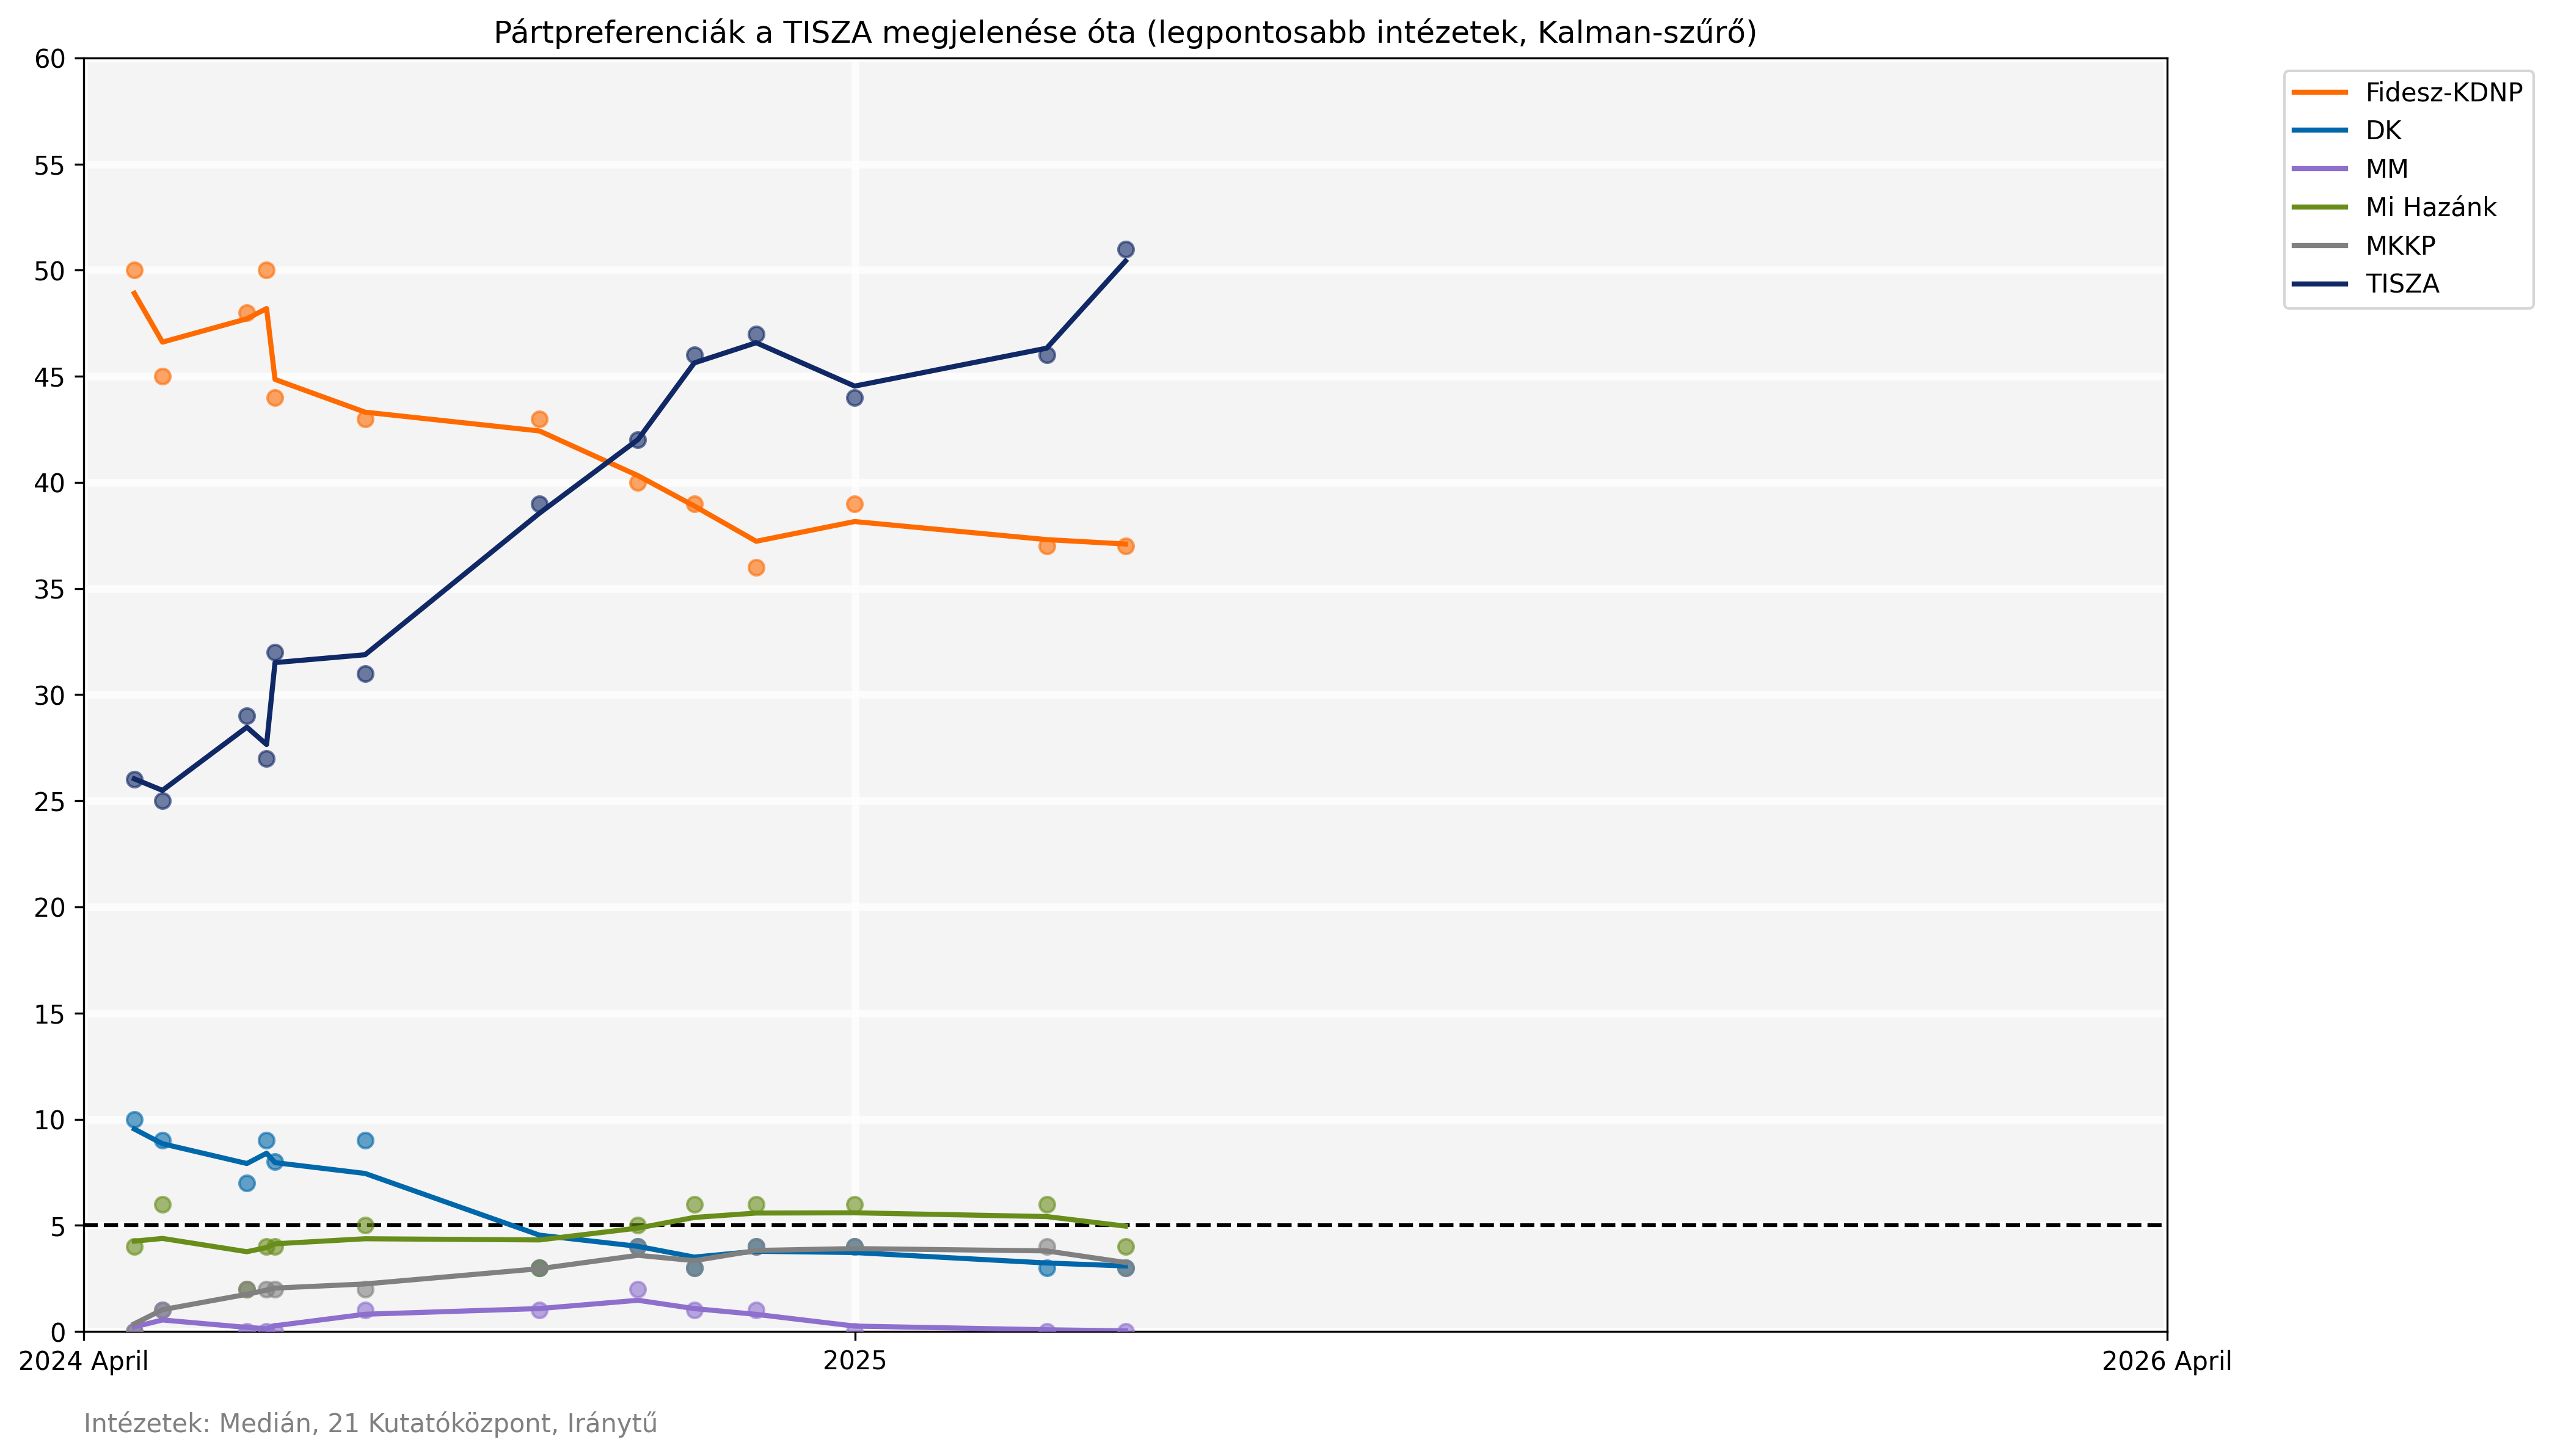 Pártpreferenciák a TISZA megjelenése óta (legpontosabb intézetek, Kalman-szűrő)
60
55
50
45
40
35
30
25
20
15
10
5
0
2024 April
2025
2026 April
Fidesz-KDNP
DK
MM
Mi Hazánk
MKKP
TISZA
Intézetek: Medián, 21 Kutatóközpont, Iránytű